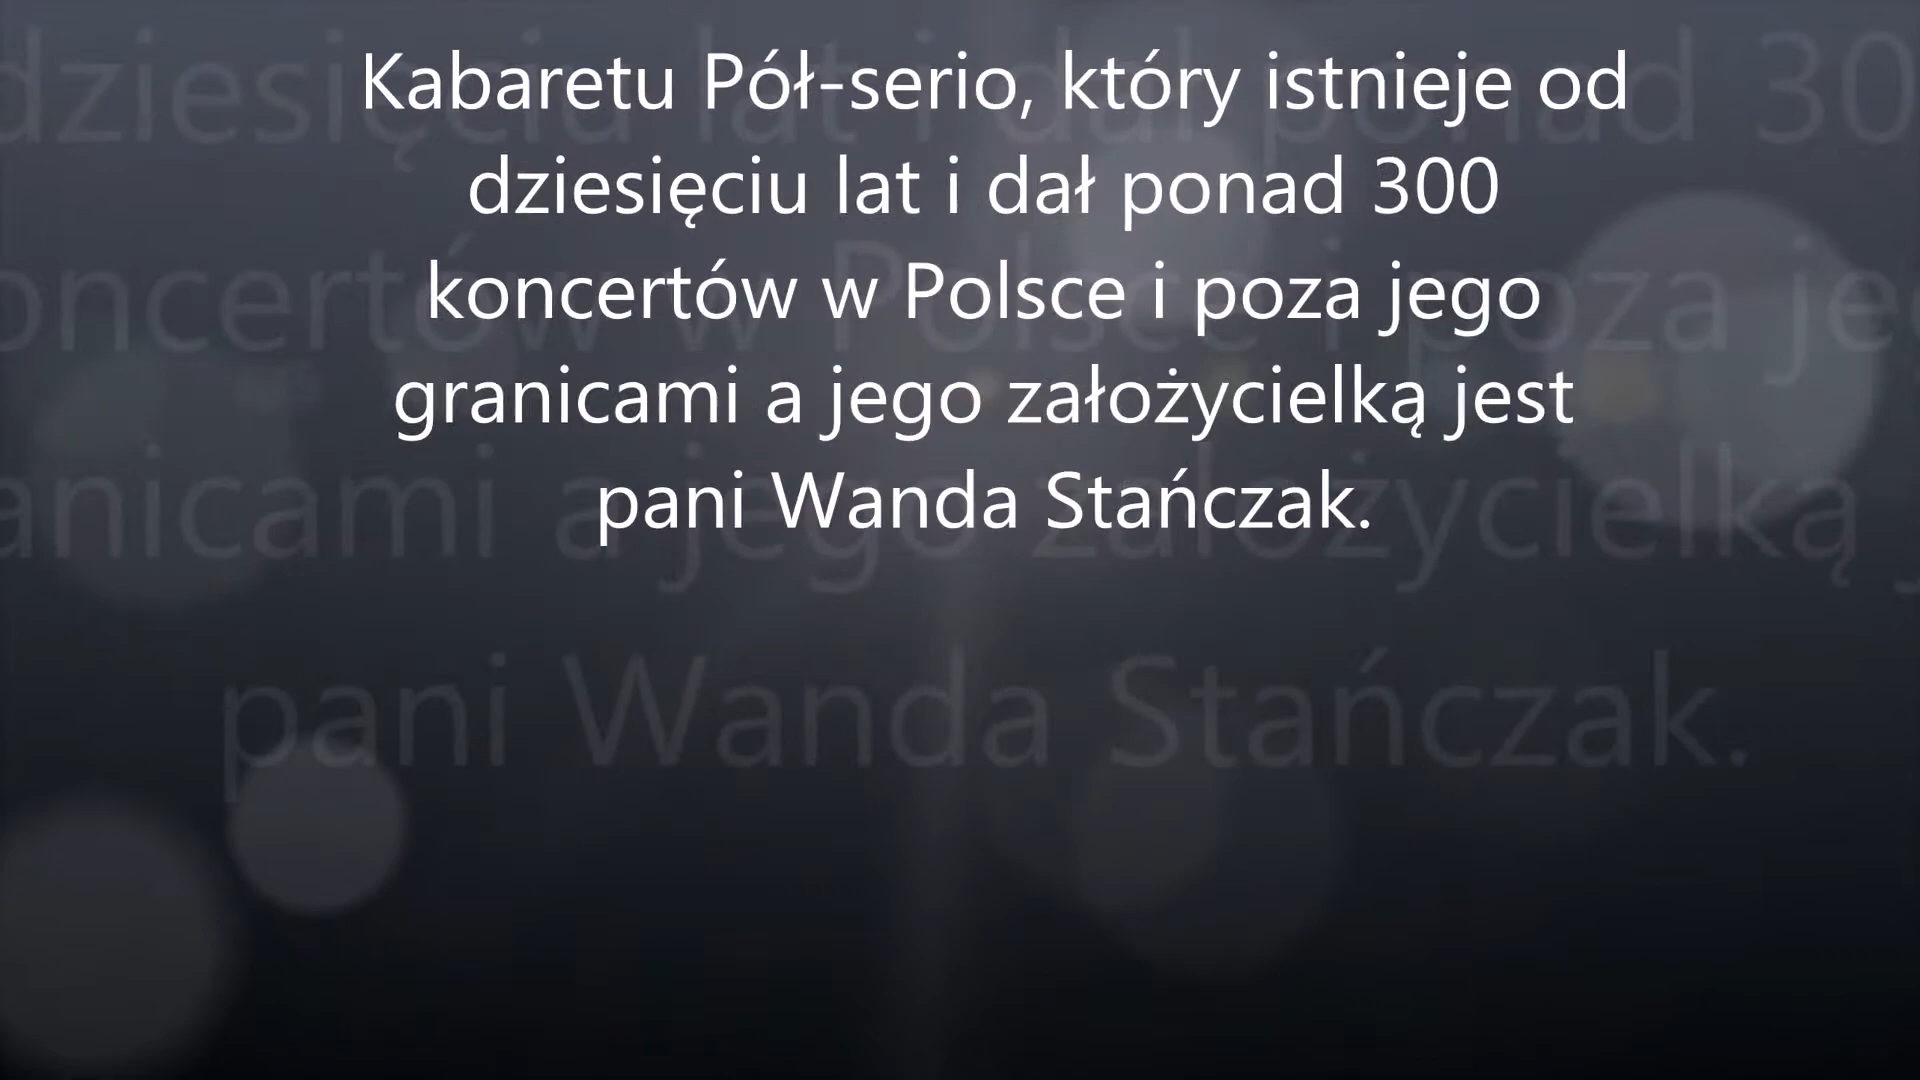 Kabaretu Pół-serio, który istnieje od
dziesięciu lat i dał ponad 300
koncertów w Polsce i poza jego
granicami a jego założycielką jest
pani Wanda Stańczak.